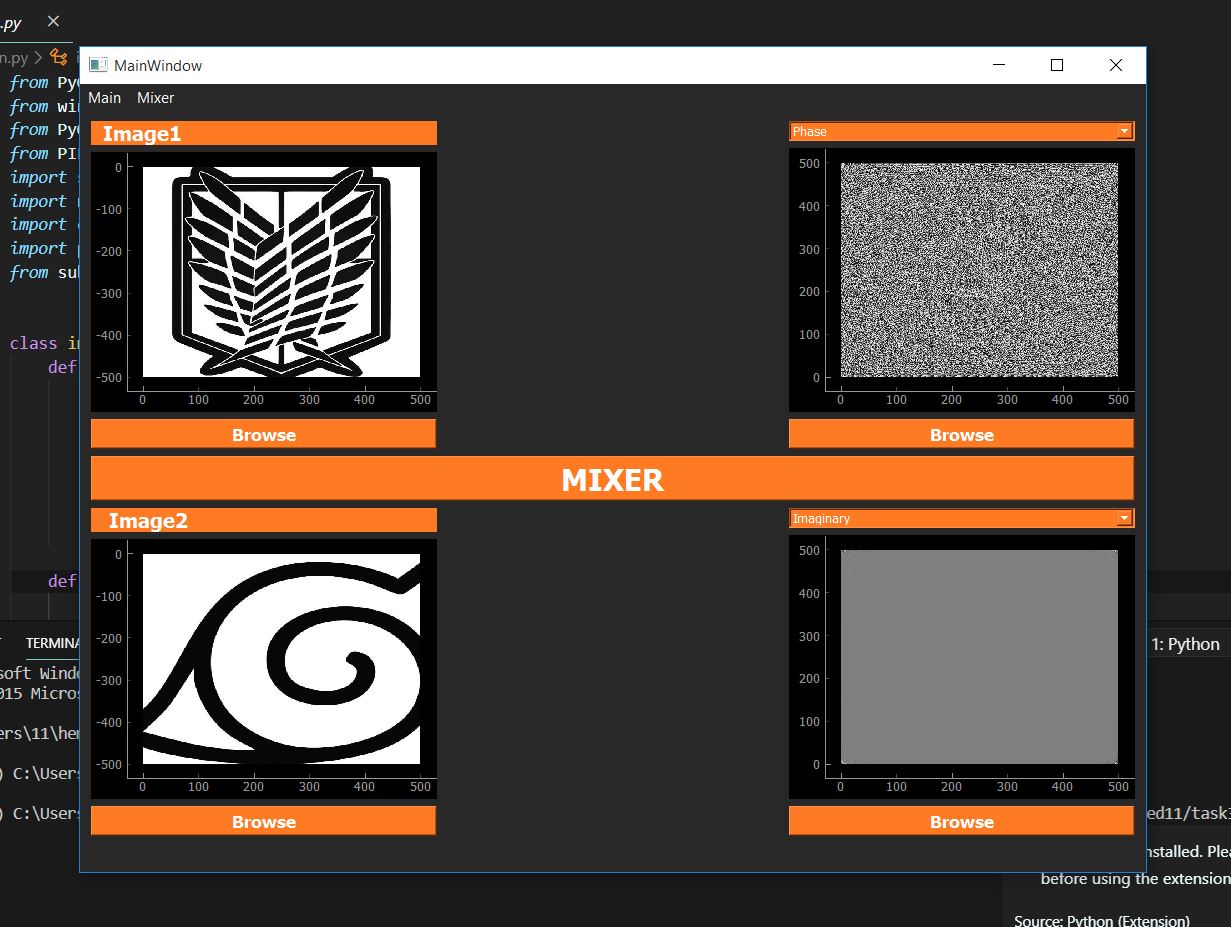 .py
n.py
from Py
from win
from Py
from PI
import
import
import
import
from su
class i
def
def
MainWindow
Main Mixer
Image1
Phase
0
-100
-200
-300
-400
-500
0 100 200 300 400 500
500
400
300
200
100
0
0 100 200 300 400 500
Browse
Browse
MIXER
Image2
Imaginary
0
-100
-200
-300
-400
-500
0 100 200 300 400 500
500
400
300
200
100
0
0 100 200 300 400 500
Browse
Browse
TERMINA
1: Python
soft Wind
015 Micros
ers\11\he
) C:\Users
) C:\Users
ed11/task
nstalled. Plea
before using the extension
Source: Python (Extension)